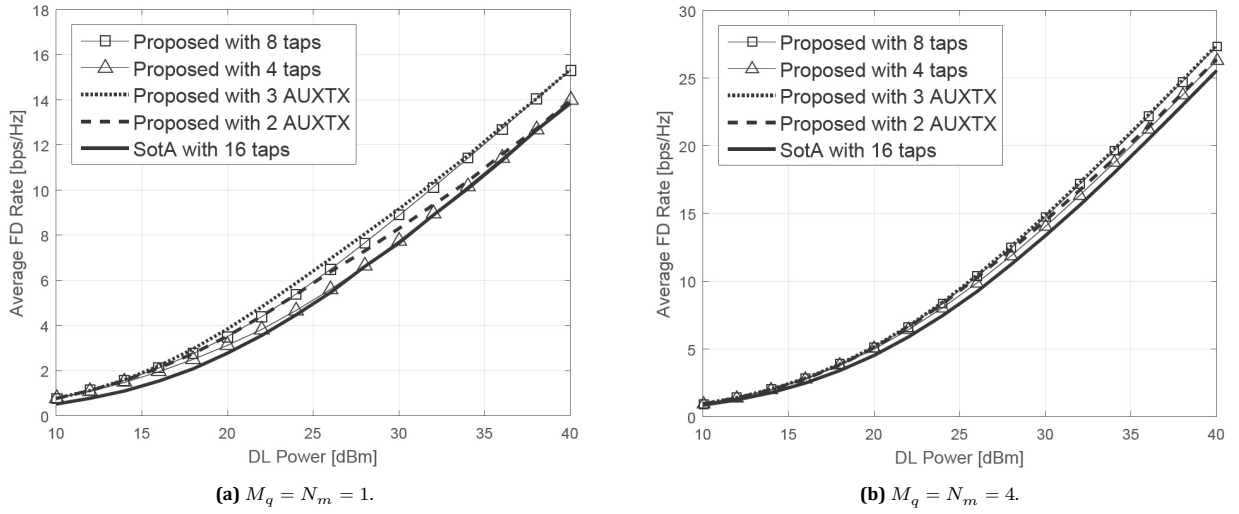 18
16
14
12
10
8
6
4
2
0
Average FD Rate [bps/Hz]
Proposed with 8 taps
Proposed with 4 taps
Proposed with 3 AUXTX
Proposed with 2 AUXTX
SotA with 16 taps
10 15 20 25 30 35 40
DL Power [dBm]
(a) M_q = N_m = 1.
30
25
20
15
10
5
0
Average FD Rate [bps/Hz]
Proposed with 8 taps
Proposed with 4 taps
Proposed with 3 AUXTX
Proposed with 2 AUXTX
SotA with 16 taps
10 15 20 25 30 35 40
DL Power [dBm]
(b) M_q = N_m = 4.